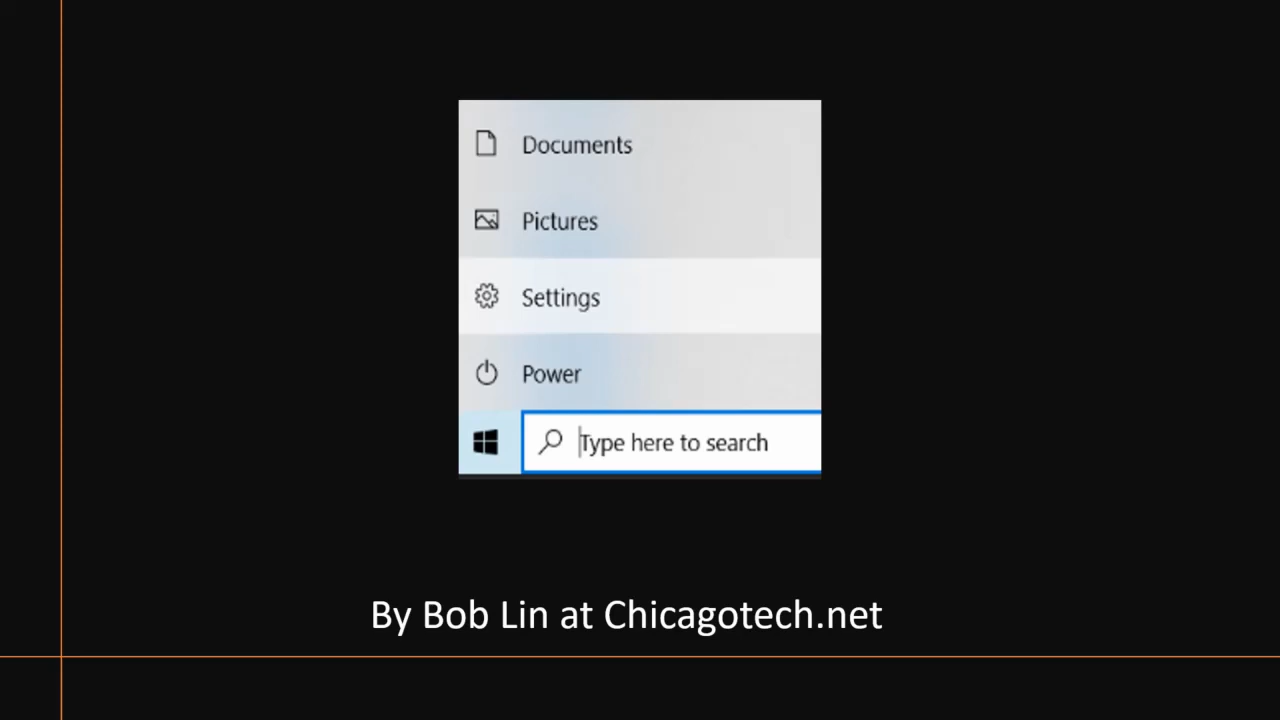 Documents
Pictures
Settings
Power
Type here to search
By Bob Lin at Chicagotech.net